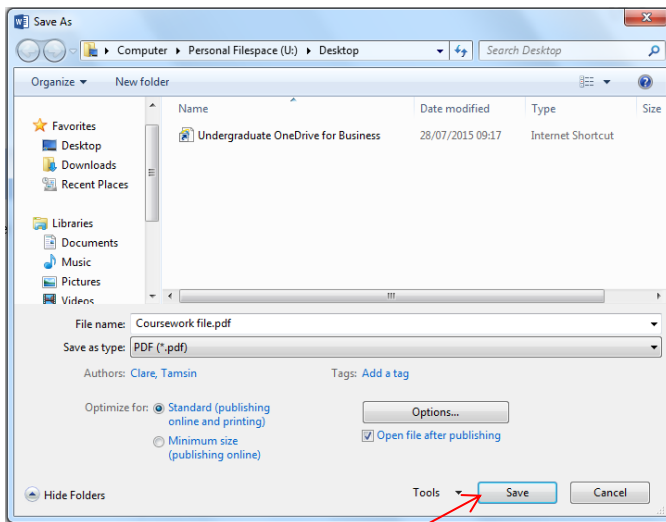 Save As
Computer Personal Filespace (U:) Desktop Search Desktop
Organize New folder
Name Date modified Type Size
Favorites
Desktop
Downloads
Recent Places
Libraries
Documents
Music
Pictures
Videos
Undergraduate OneDrive for Business 28/07/2015 09:17 Internet Shortcut
File name: Coursework file.pdf
Save as type: PDF (*.pdf)
Authors: Clare, Tamsin Tags: Add a tag
Optimize for: Standard (publishing
online and printing)
Minimum size
(publishing online)
Options...
Open file after publishing
Hide Folders Tools Save Cancel